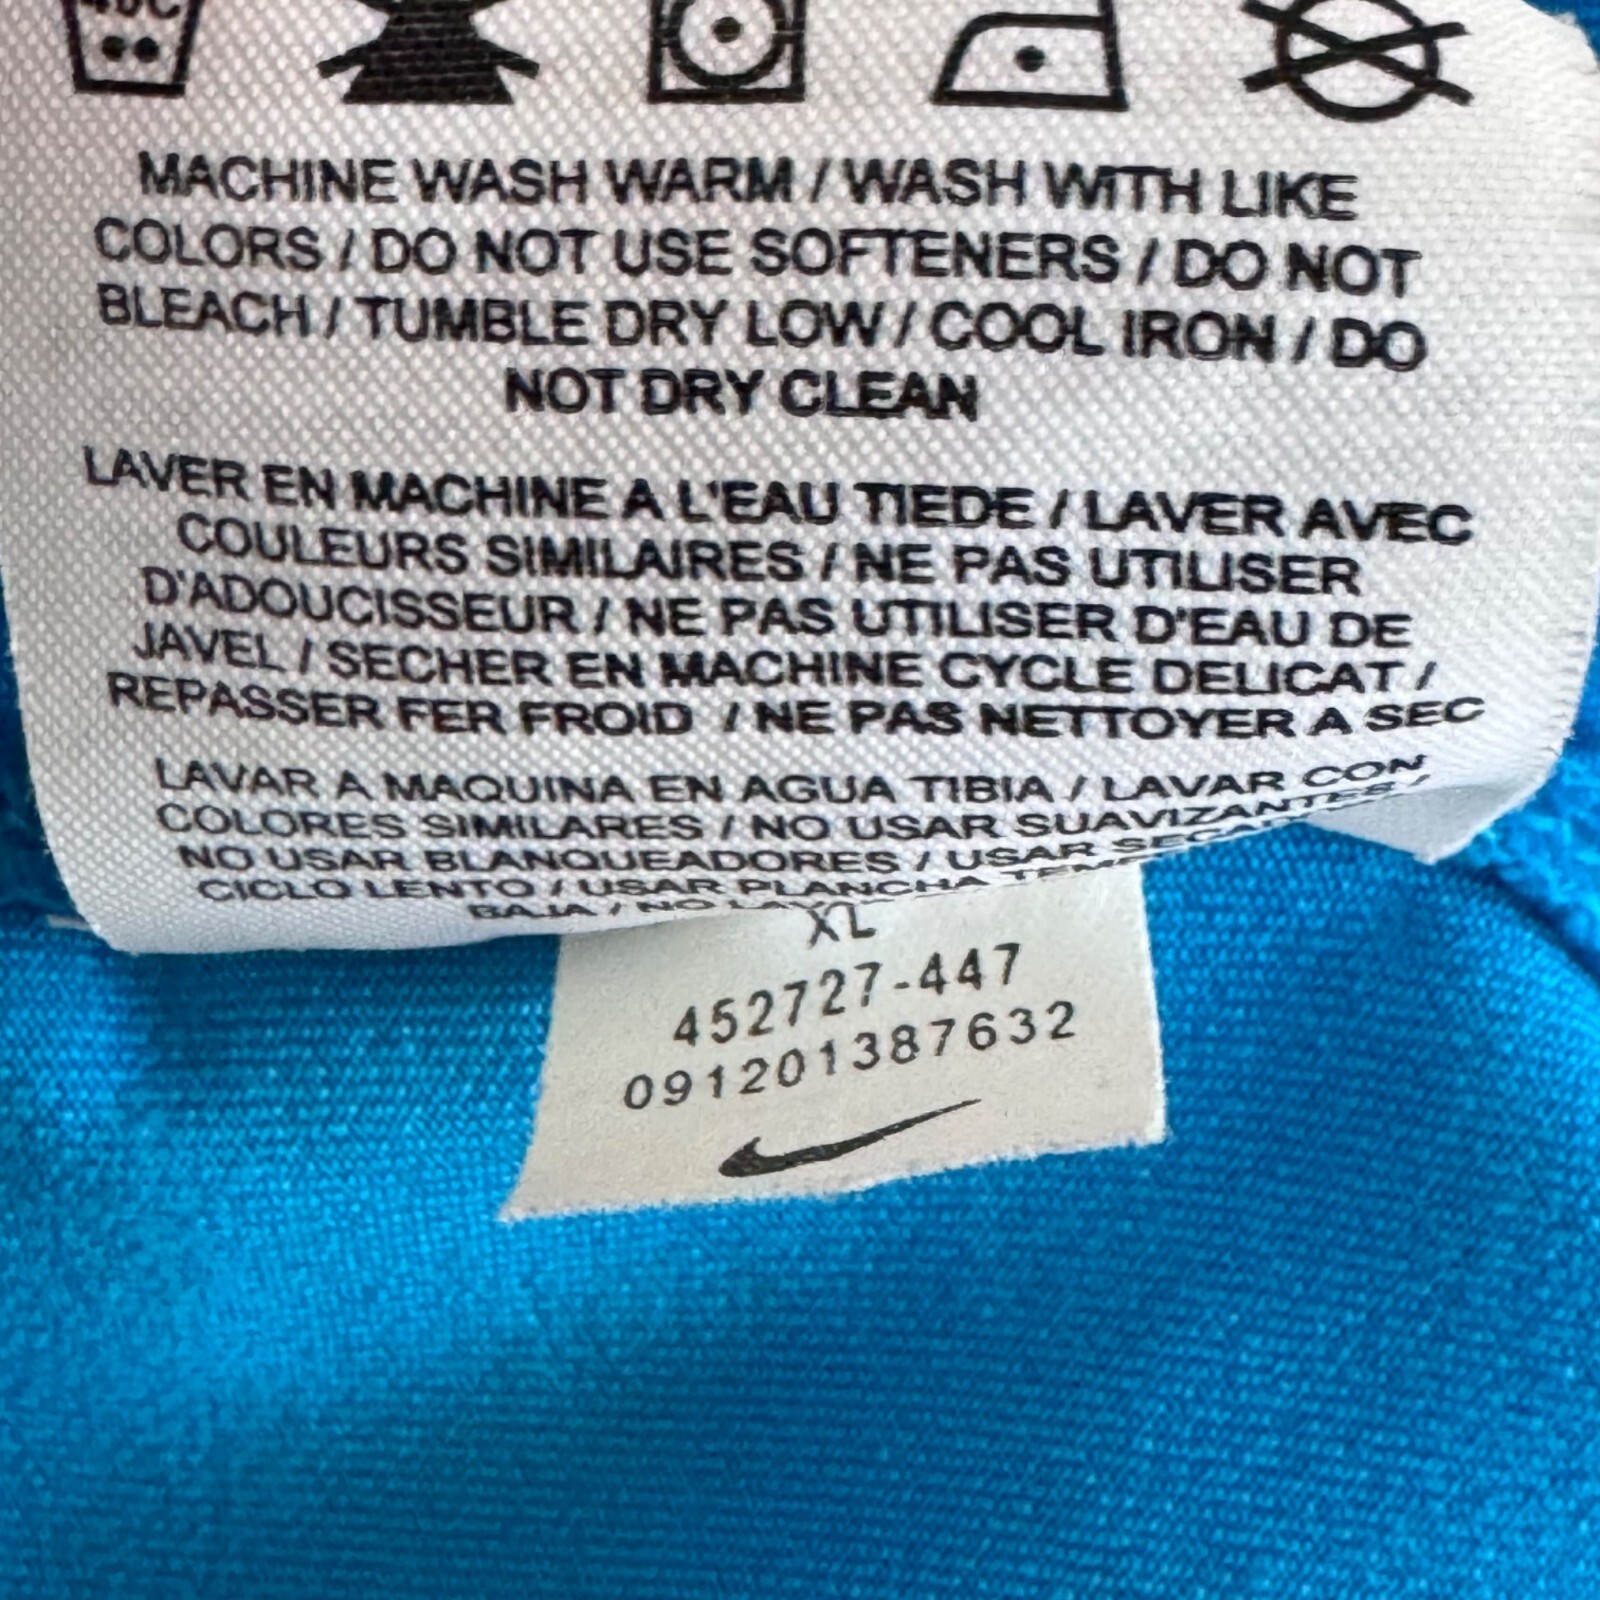 MACHINE WASH WARM / WASH WITH LIKE
COLORS / DO NOT USE SOFTENERS / DO NOT
BLEACH / TUMBLE DRY LOW / COOL IRON / DO
NOT DRY CLEAN
LAVER EN MACHINE A L'EAU TIEDE / LAVER AVEC
COULEURS SIMILAIRES / NE PAS UTILISER
D'ADOUCISSEUR / NE PAS UTILISER D'EAU DE
JAVEL / SECHER EN MACHINE CYCLE DELICAT /
REPASSER FER FROID / NE PAS NETTOYER A SEC
LAVAR A MAQUINA EN AGUA TIBIA / LAVAR CON
COLORES SIMILARES / NO USAR SUAVIZANTES /
NO USAR BLANQUEADORES / USAR
CICLO LENTO / USAR PLANCHA
BAJA / NO
XL
452727-447
091201387632